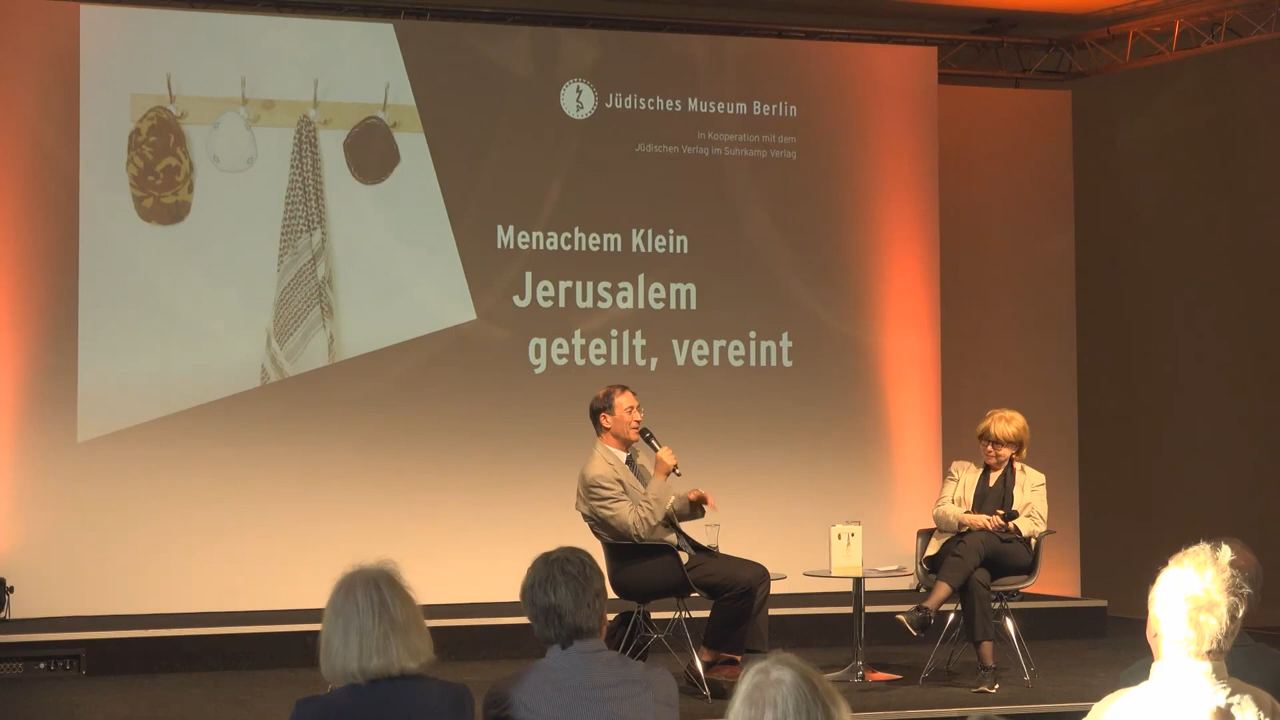 Jüdisches Museum Berlin
in Kooperation mit dem
Jüdischen Verlag im Suhrkamp Verlag
Menachem Klein
Jerusalem
geteilt, vereint